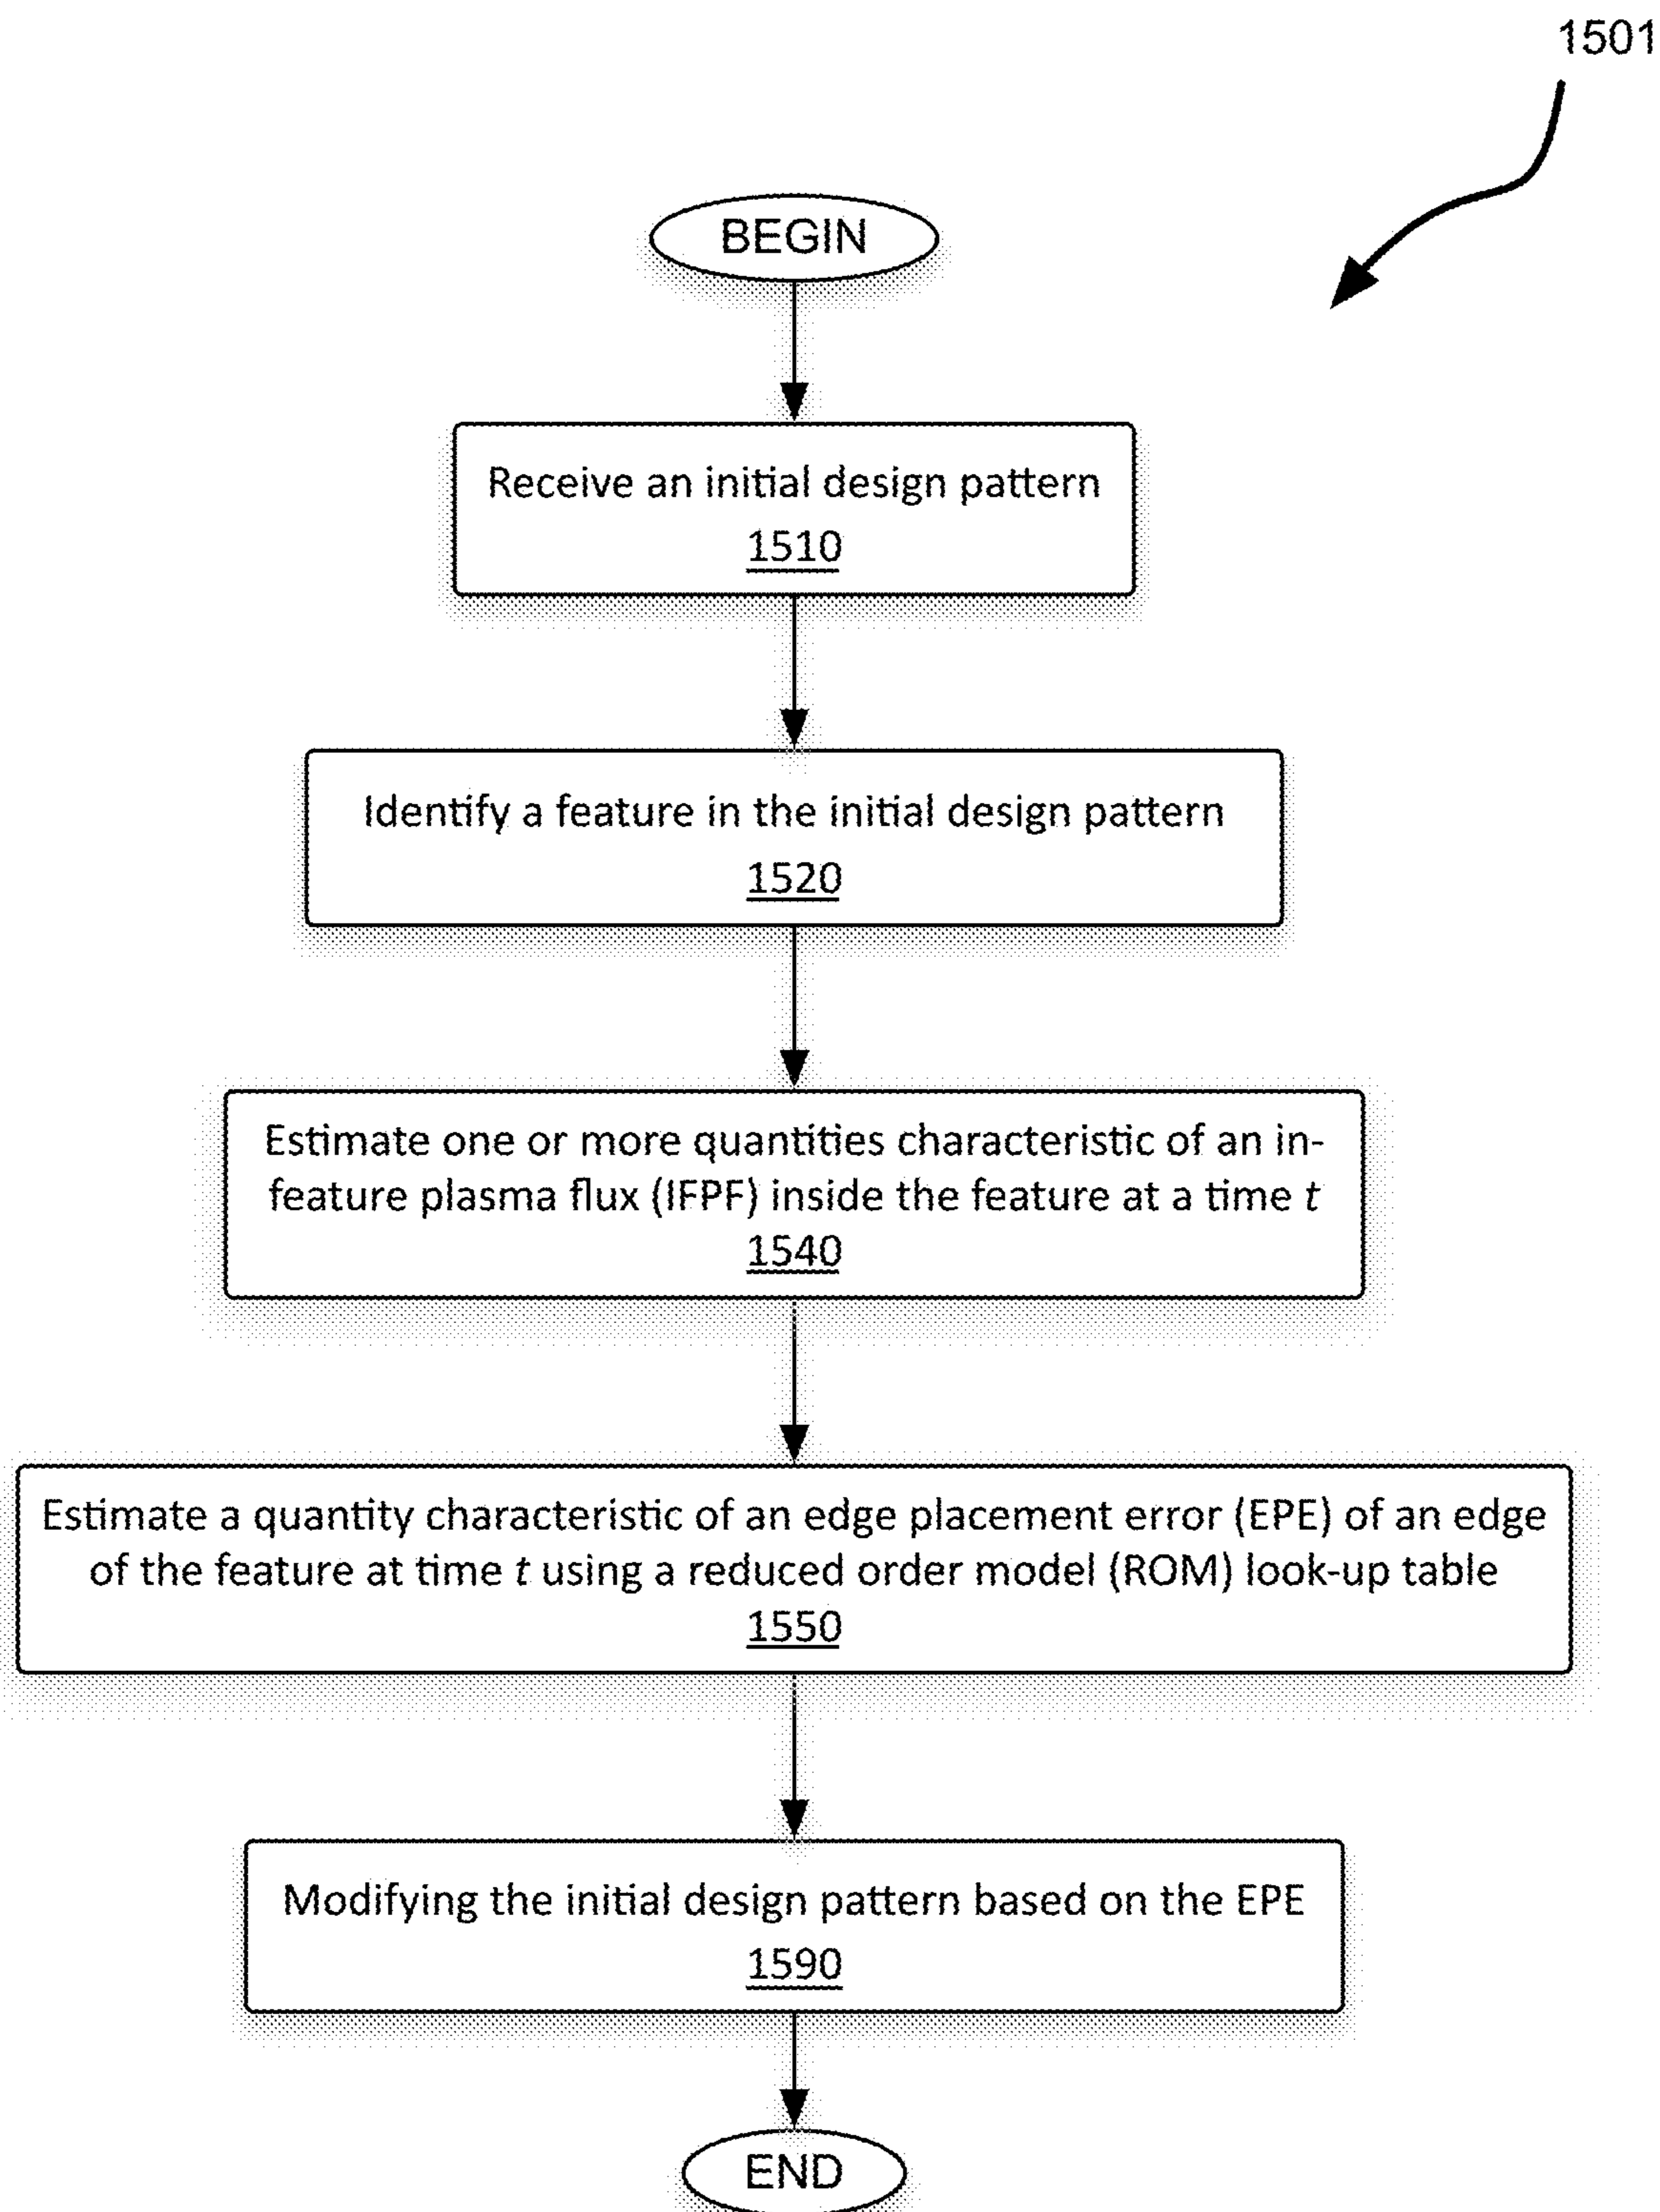 1501
BEGIN
Receive an initial design pattern
1510
Identify a feature in the initial design pattern
1520
Estimate one or more quantities characteristic of an in-
feature plasma flux (IFPF) inside the feature at a time t
1540
Estimate a quantity characteristic of an edge placement error (EPE) of an edge
of the feature at time t using a reduced order model (ROM) look-up table
1550
Modifying the initial design pattern based on the EPE
1590
END